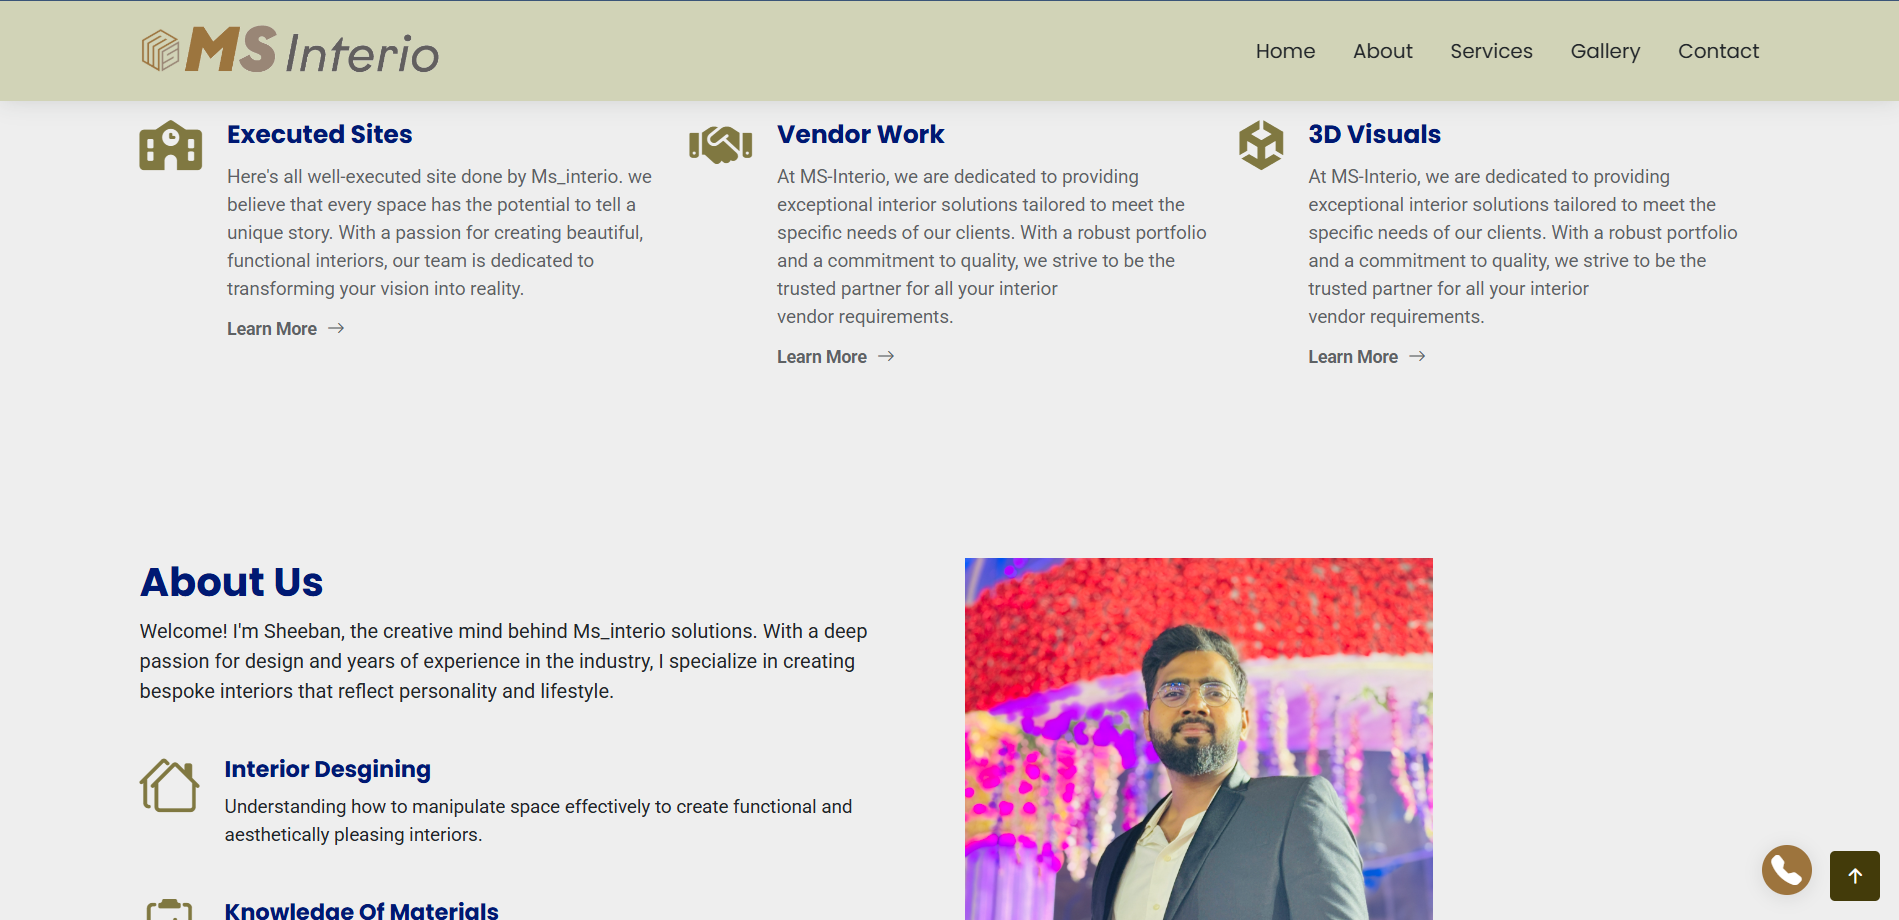 MS Interio
Home About Services Gallery Contact
Executed Sites
Here's all well-executed site done by Ms_interio. we
believe that every space has the potential to tell a
unique story. With a passion for creating beautiful,
functional interiors, our team is dedicated to
transforming your vision into reality.
Learn More
Vendor Work
At MS-Interio, we are dedicated to providing
exceptional interior solutions tailored to meet the
specific needs of our clients. With a robust portfolio
and a commitment to quality, we strive to be the
trusted partner for all your interior
vendor requirements.
Learn More
3D Visuals
At MS-Interio, we are dedicated to providing
exceptional interior solutions tailored to meet the
specific needs of our clients. With a robust portfolio
and a commitment to quality, we strive to be the
trusted partner for all your interior
vendor requirements.
Learn More
About Us
Welcome! I'm Sheeban, the creative mind behind Ms_interio solutions. With a deep
passion for design and years of experience in the industry, I specialize in creating
bespoke interiors that reflect personality and lifestyle.
Interior Desgining
Understanding how to manipulate space effectively to create functional and
aesthetically pleasing interiors.
Knowledge Of Materials